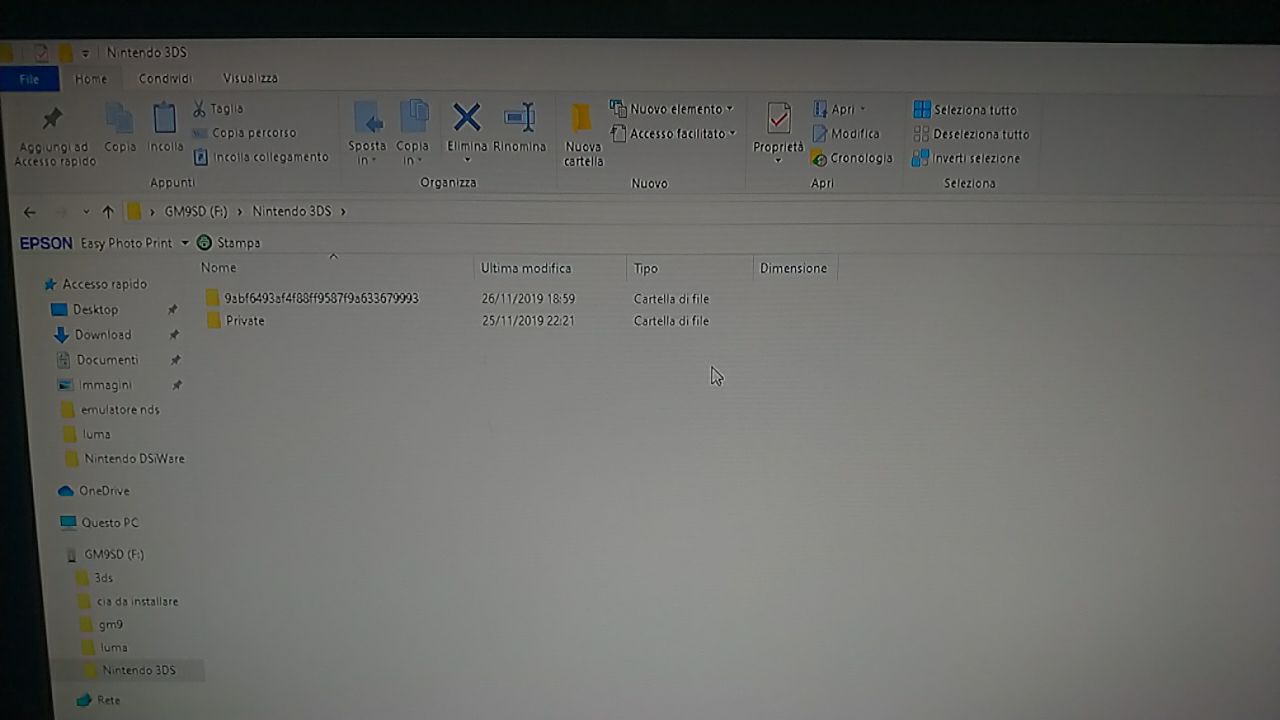 Nintendo 3DS
File Home Condividi Visualizza
Aggiungi ad Accesso rapido
Copia
Incolla
Taglia
Copia percorso
Incolla collegamento
Appunti
Sposta in
Copia in
Elimina
Rinomina
Organizza
Nuova cartella
Nuovo elemento
Accesso facilitato
Nuovo
Proprietà
Apri
Modifica
Cronologia
Apri
Seleziona tutto
Deseleziona tutto
Inverti selezione
Seleziona
GM9SD (F:) Nintendo 3DS
EPSON Easy Photo Print Stampa
Nome Ultima modifica Tipo Dimensione
9abf6493af4f88ff9587f9a633679993 26/11/2019 18:59 Cartella di file
Private 25/11/2019 22:21 Cartella di file
Accesso rapido
Desktop
Download
Documenti
Immagini
emulatore nds
luma
Nintendo DSiWare
OneDrive
Questo PC
GM9SD (F:)
3ds
cia da installare
gm9
luma
Nintendo 3DS
Rete